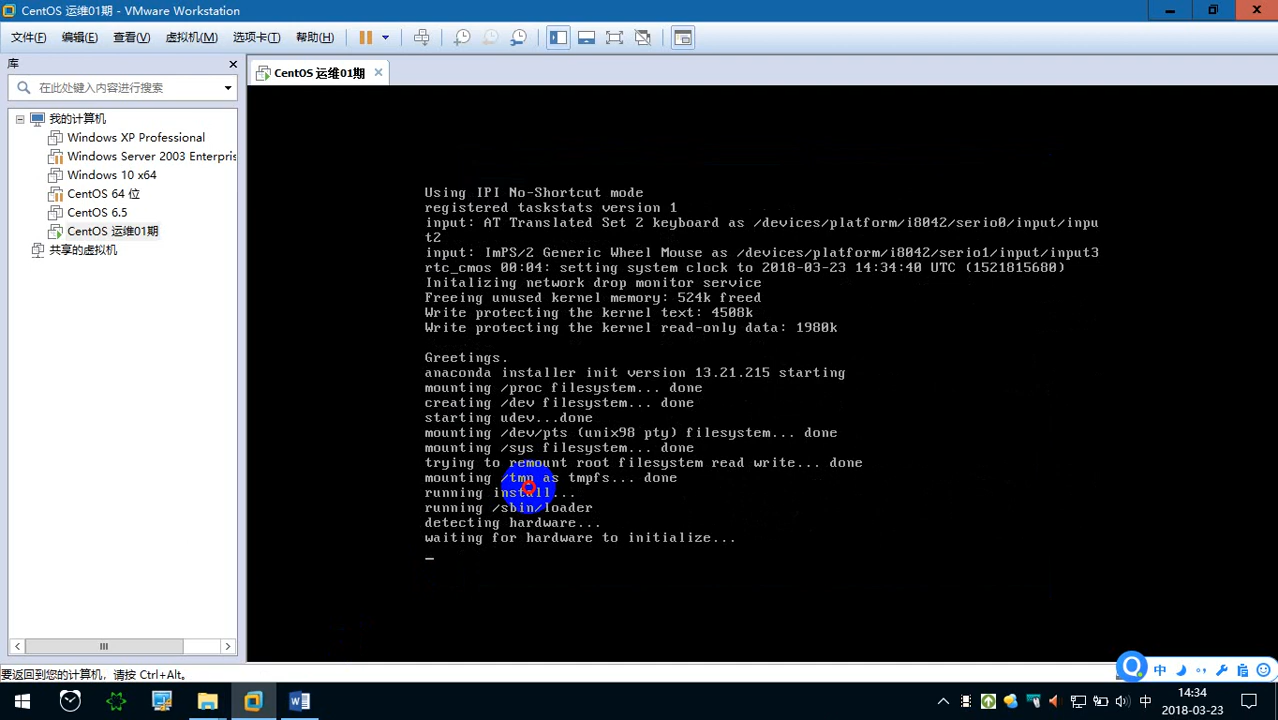 CentOS 运维01期 - VMware Workstation
文件(F) 编辑(E) 查看(V) 虚拟机(M) 选项卡(T) 帮助(H)
库
在此处键入内容进行搜索
我的计算机
Windows XP Professional
Windows Server 2003 Enterpris
Windows 10 x64
CentOS 64 位
CentOS 6.5
CentOS 运维01期
共享的虚拟机
CentOS 运维01期
Using IPI No-Shortcut mode
registered taskstats version 1
input: AT Translated Set 2 keyboard as /devices/platform/i8042/serio0/input/inpu
t2
input: ImPS/2 Generic Wheel Mouse as /devices/platform/i8042/serio1/input/input3
rtc_cmos 00:04: setting system clock to 2018-03-23 14:34:40 UTC (1521815680)
Initalizing network drop monitor service
Freeing unused kernel memory: 524k freed
Write protecting the kernel text: 4508k
Write protecting the kernel read-only data: 1980k
Greetings.
anaconda installer init version 13.21.215 starting
mounting /proc filesystem... done
creating /dev filesystem... done
starting udev...done
mounting /dev/pts (unix98 pty) filesystem... done
mounting /sys filesystem... done
trying to remount root filesystem read write... done
mounting /tmp as tmpfs... done
running install...
running /sbin/loader
detecting hardware...
waiting for hardware to initialize...
要返回到您的计算机，请按 Ctrl+Alt。
中
中
14:34
2018-03-23